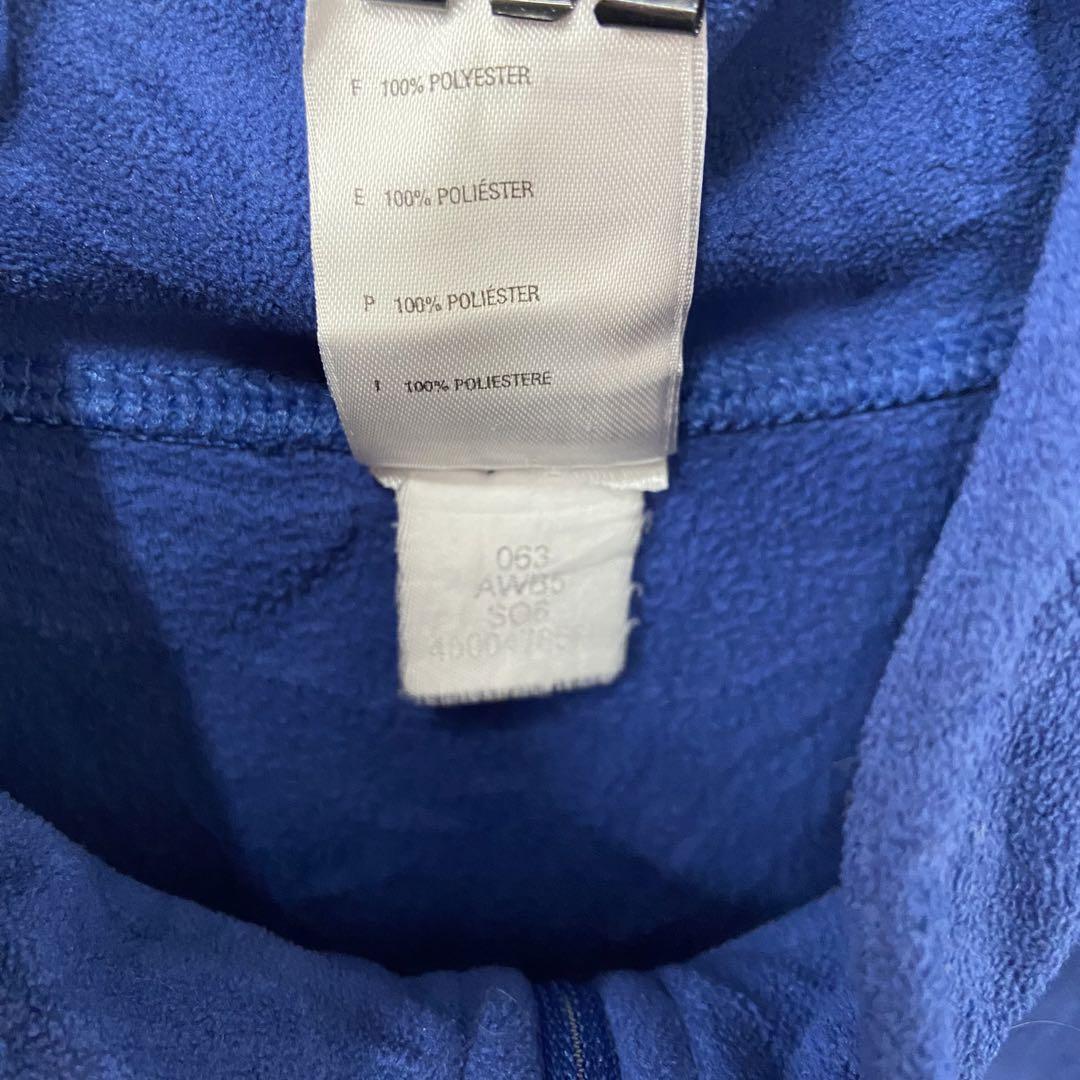 F 100% POLYESTER
E 100% POLIÉSTER
P 100% POLIÉSTER
I 100% POLIESTERE
063
SO6